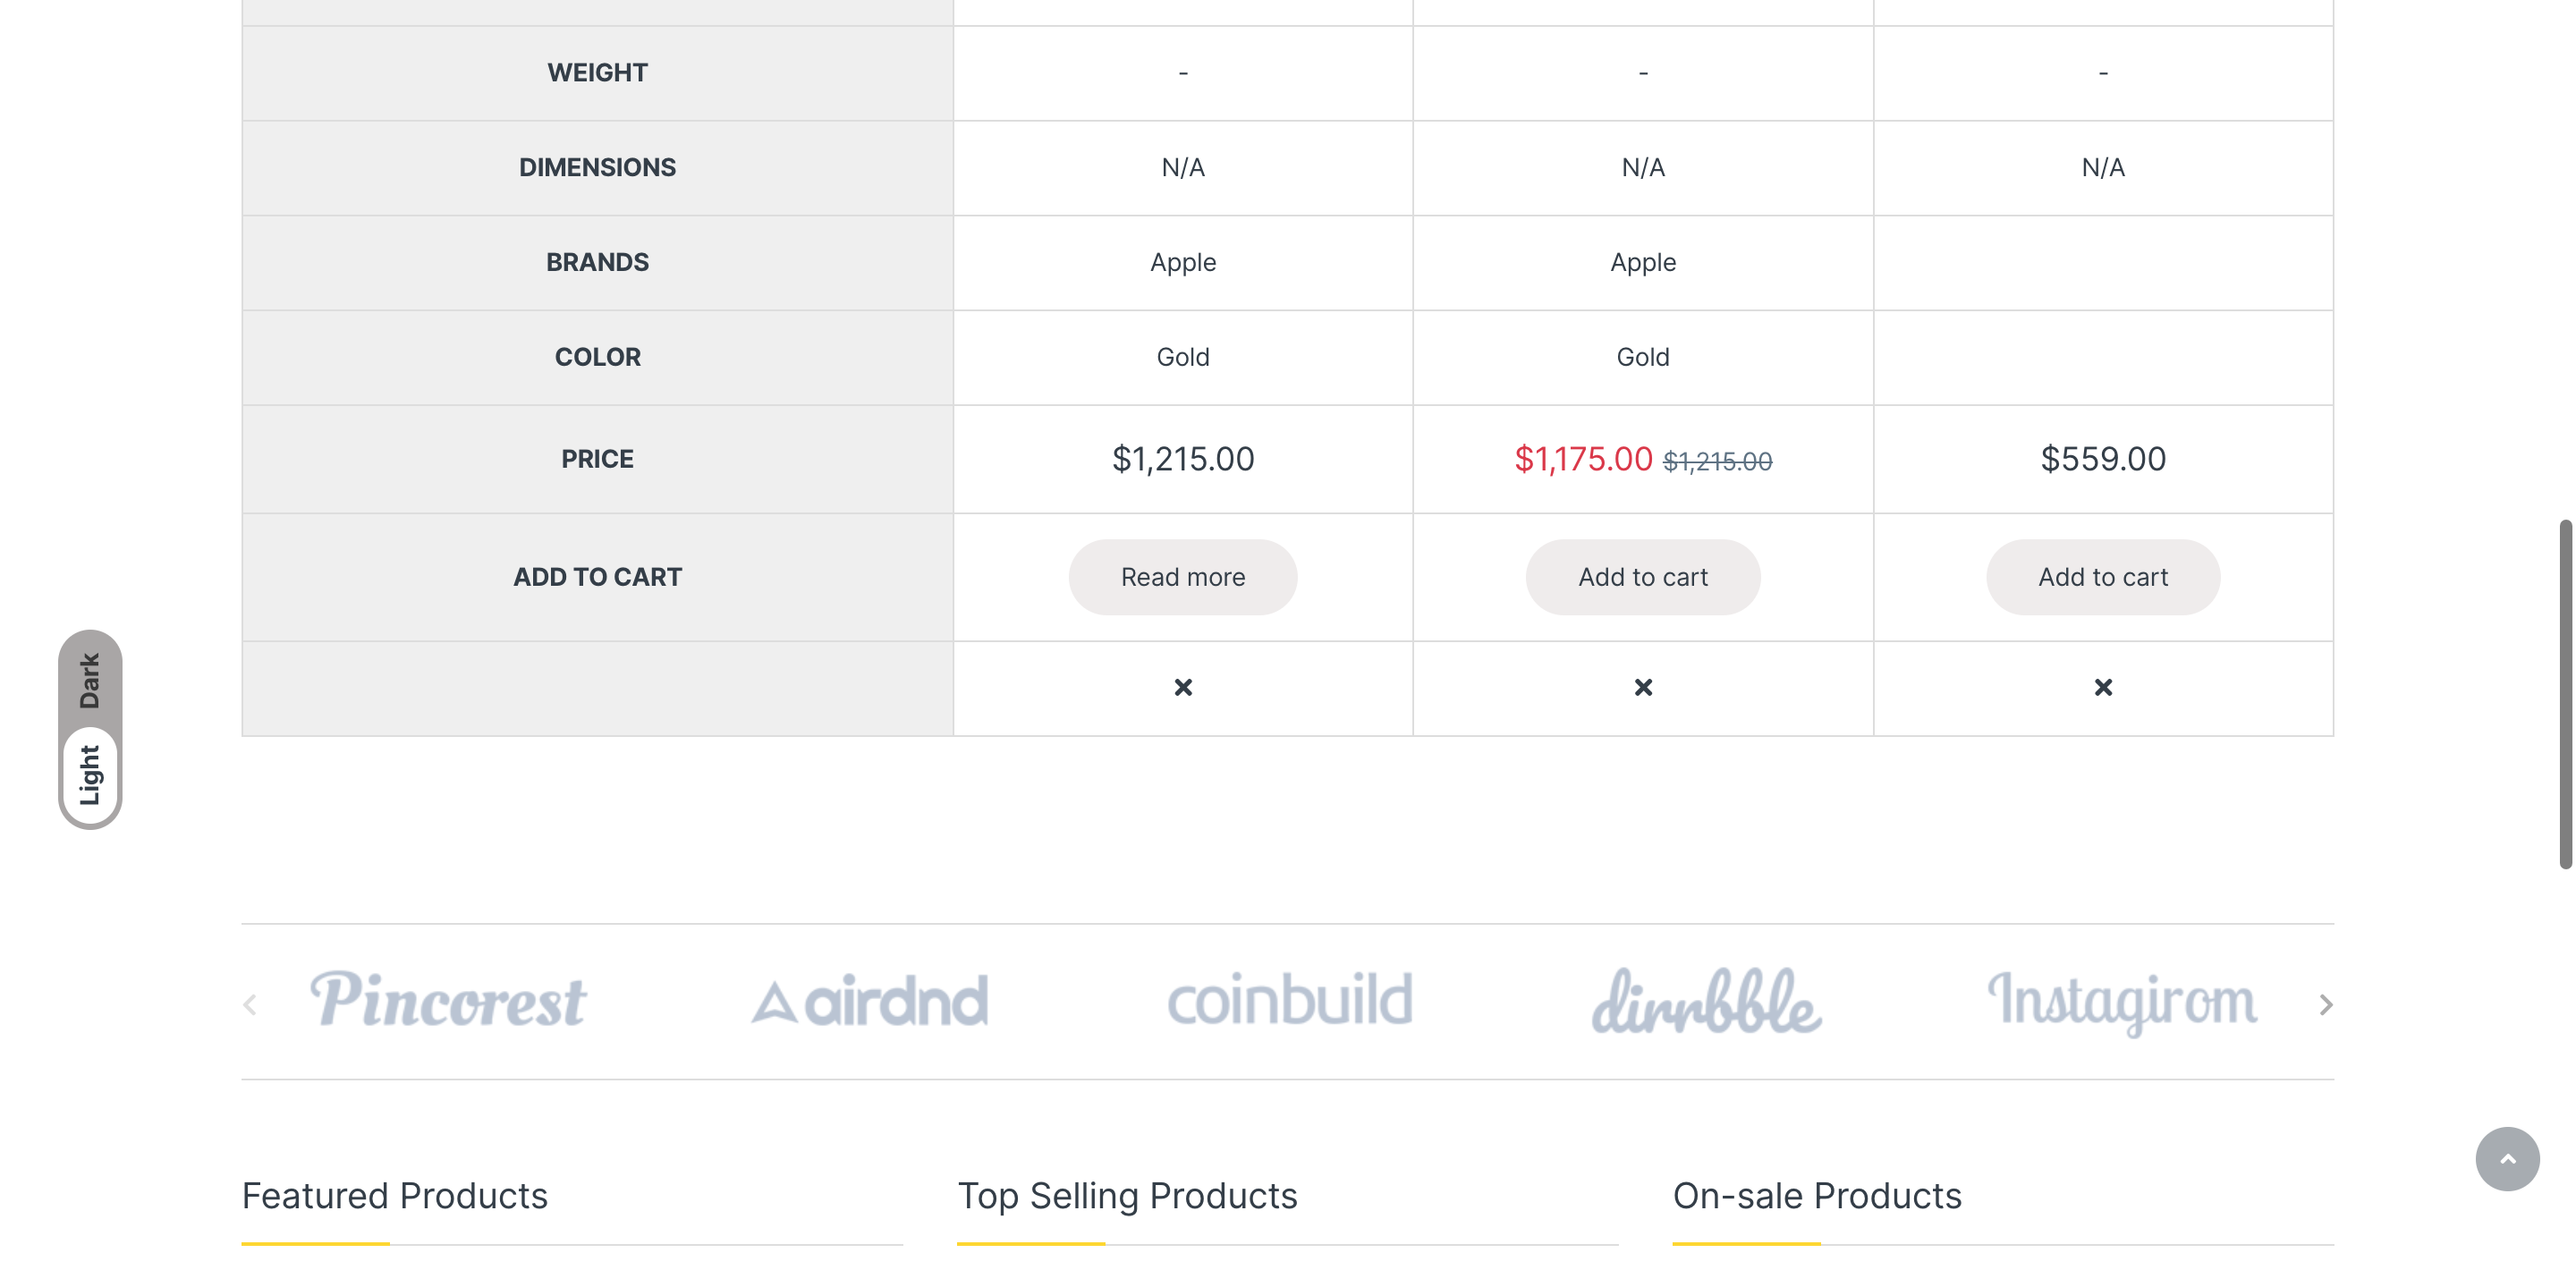 WEIGHT - - -
DIMENSIONS N/A N/A N/A
BRANDS Apple Apple
COLOR Gold Gold
PRICE $1,215.00 $1,175.00 $1,215.00 $559.00
ADD TO CART Read more Add to cart Add to cart
Dark
Light
Pincorest airdnd coinbuild dirrbble Instagirom
Featured Products Top Selling Products On-sale Products